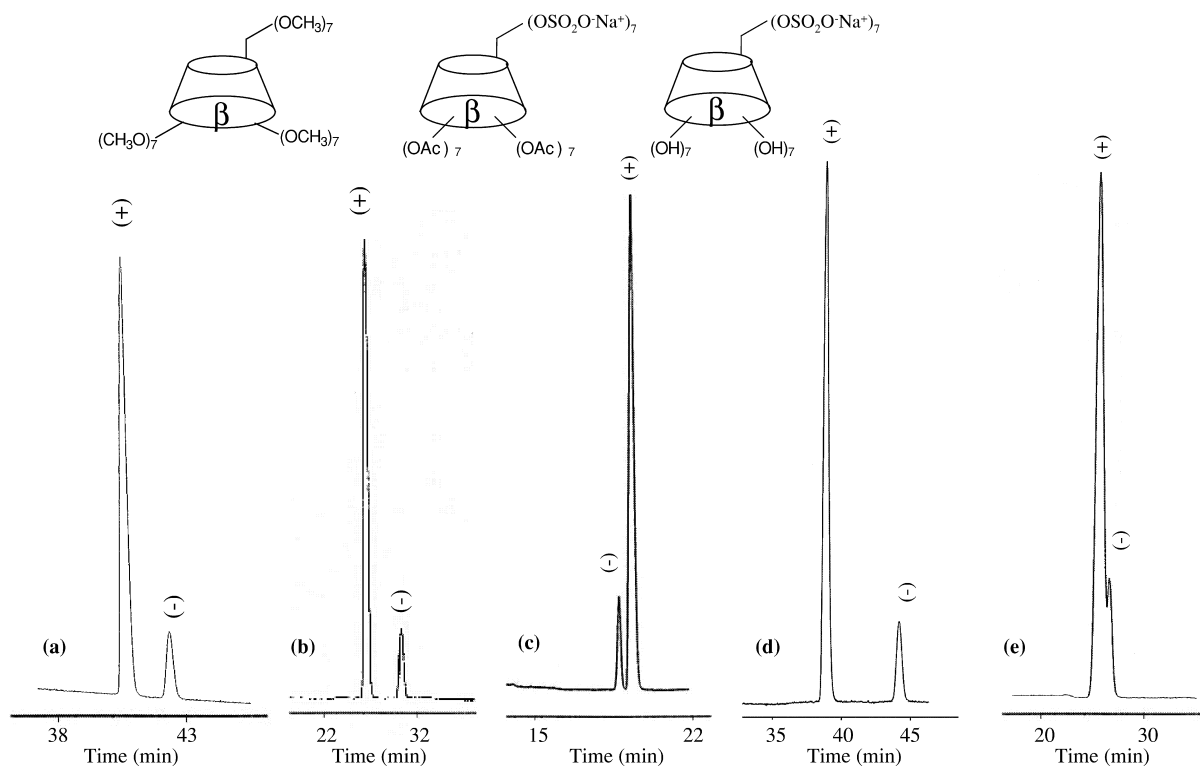 (OCH3)7
(OSO2O-Na+)7
(OSO2O-Na+)7
β
β
β
(CH3O)7
(OCH3)7
(OAc) 7
(OAc) 7
(OH)7
(OH)7
(+)
(+)
(+)
(+)
(+)
(-)
(-)
(-)
(-)
(-)
(a)
(b)
(c)
(d)
(e)
38
43
22
32
15
22
35
40
45
20
30
Time (min)
Time (min)
Time (min)
Time (min)
Time (min)